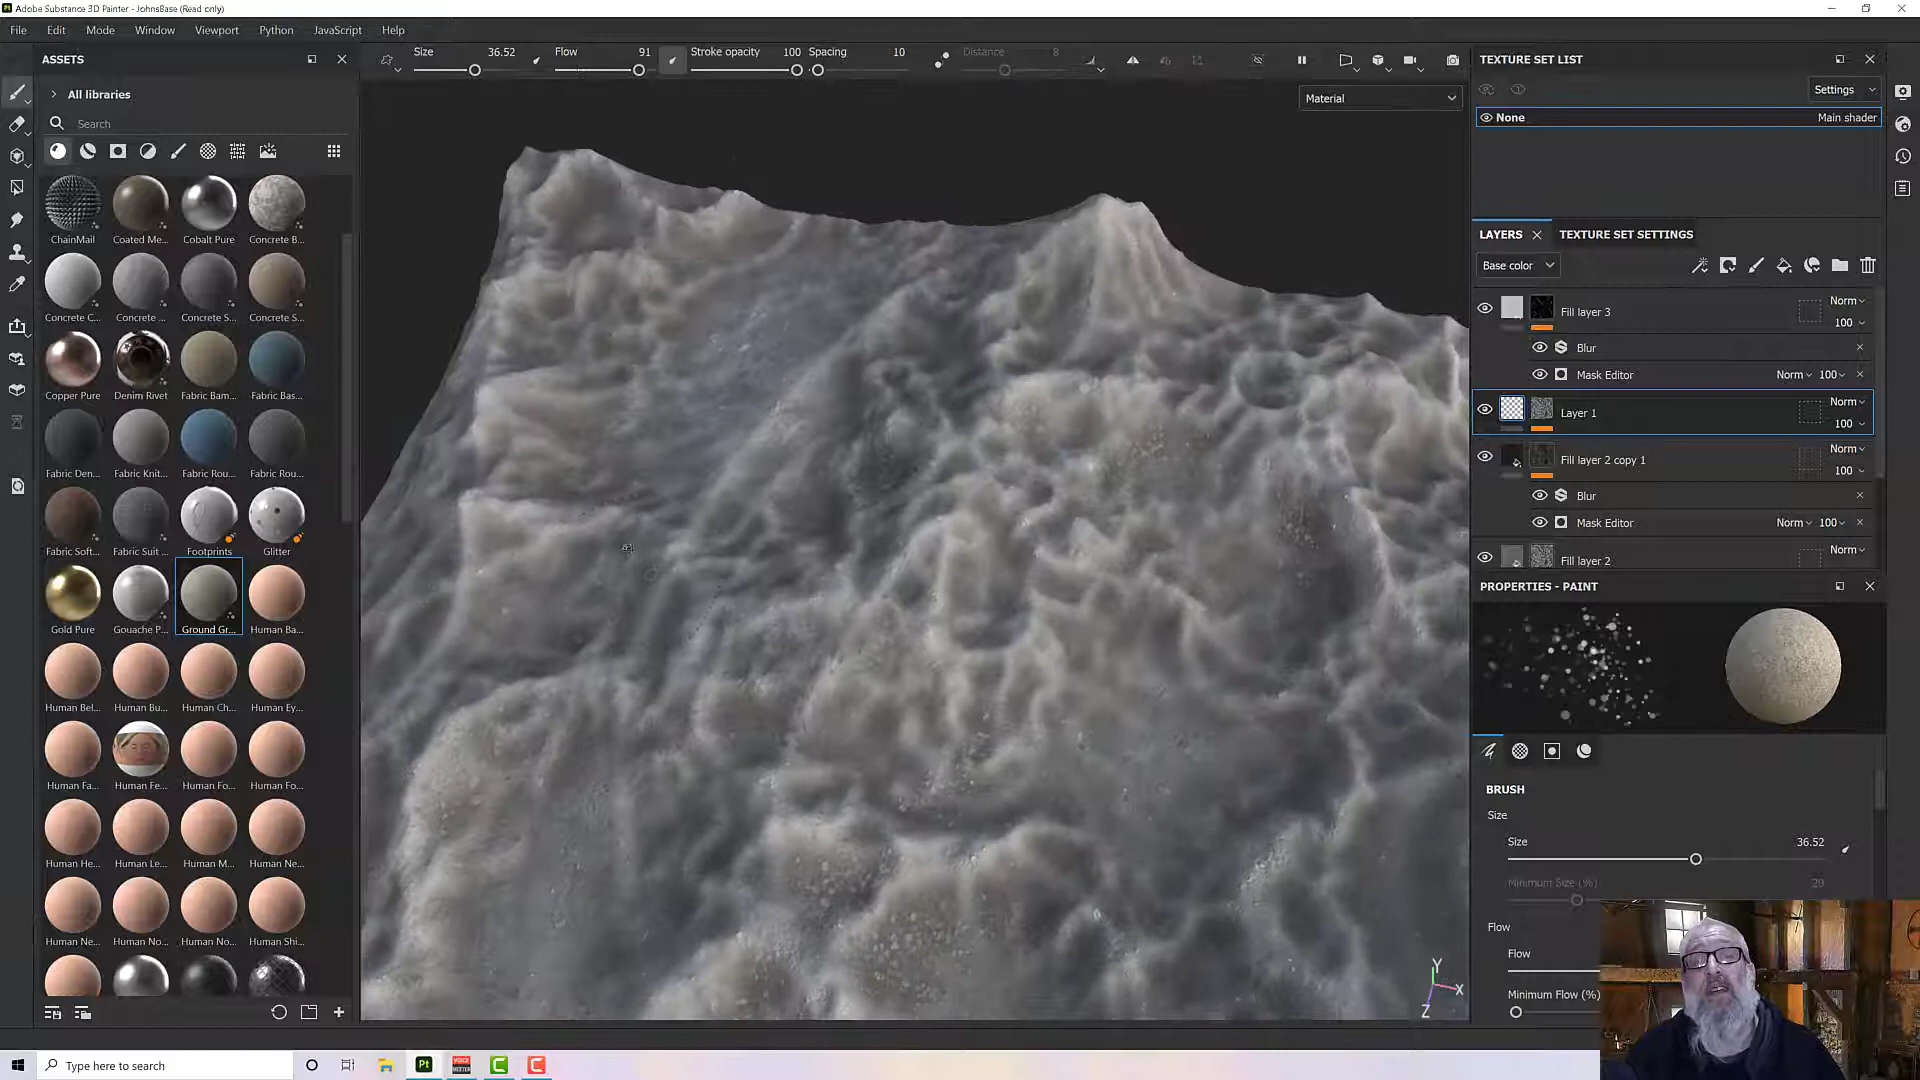 Adobe Substance 3D Painter - JohnsBase (Read only)
File Edit Mode Window Viewport Python JavaScript Help
ASSETS
All libraries
Search
ChainMail Coated Me... Cobalt Pure Concrete B...
Concrete C... Concrete ... Concrete S... Concrete S...
Copper Pure Denim Rivet Fabric Bam... Fabric Bas...
Fabric Den... Fabric Knit... Fabric Rou... Fabric Rou...
Fabric Soft... Fabric Suit ... Footprints Glitter
Gold Pure Gouache P... Ground Gr... Human Ba...
Human Bel... Human Bu... Human Ch... Human Ey...
Human Fa... Human Fe... Human Fo... Human Fo...
Human He... Human Le... Human M... Human Ne...
Human Ne... Human No... Human No... Human Shi...
Size 36.52 Flow 91 Stroke opacity 100 Spacing 10 Distance 8
Material
Y
X
Z
TEXTURE SET LIST
Settings
None Main shader
LAYERS TEXTURE SET SETTINGS
Base color
Fill layer 3 Norm 100
Blur
Mask Editor Norm 100
Layer 1 Norm 100
Fill layer 2 copy 1 Norm 100
Blur
Mask Editor Norm 100
Fill layer 2 Norm
PROPERTIES - PAINT
BRUSH
Size
Size 36.52
Minimum Size (%) 20
Flow
Flow
Minimum Flow (%)
Pt
VOICE MEETER
Type here to search